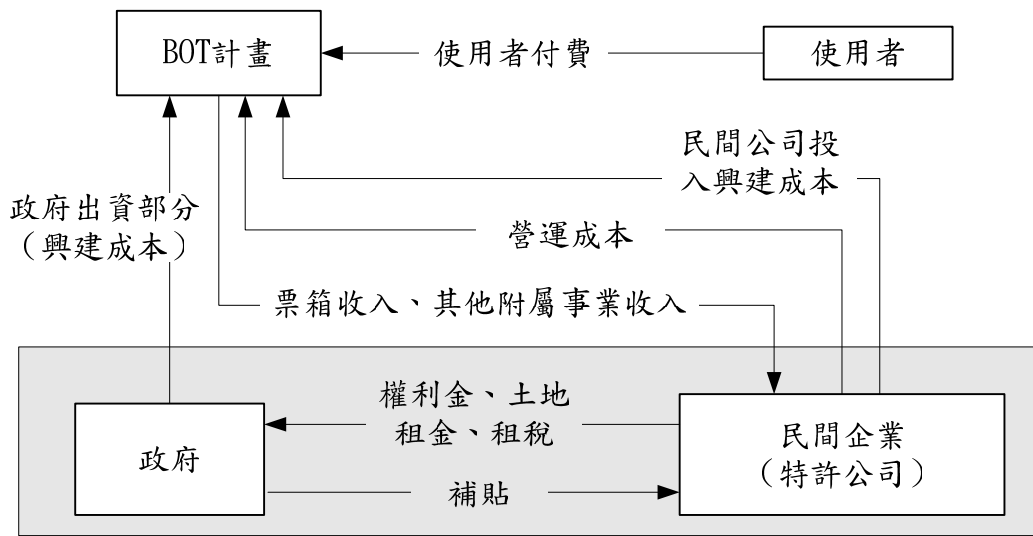 BOT計畫
使用者付費
使用者
民間公司投
入興建成本
政府出資部分
（興建成本）
營運成本
票箱收入、其他附屬事業收入
權利金、土地
租金、租稅
政府
民間企業
（特許公司）
補貼